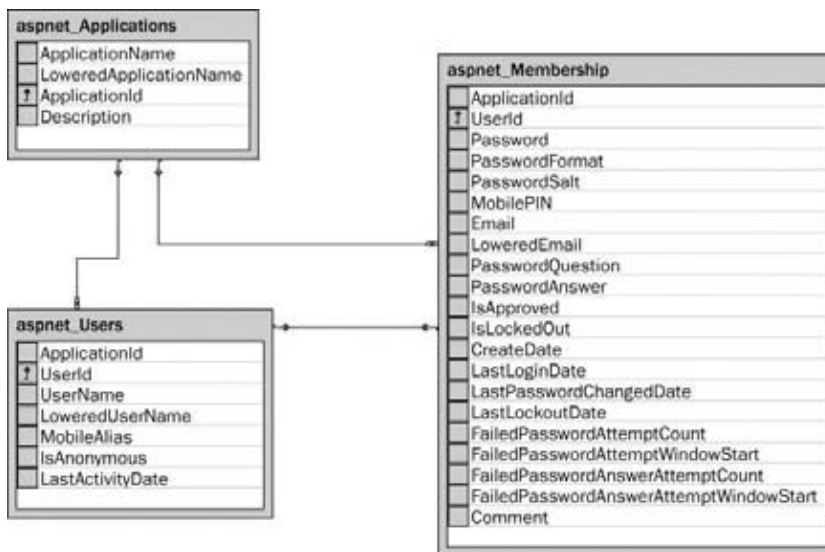 aspnet_Applications
ApplicationName
LoweredApplicationName
ApplicationId
Description
aspnet_Users
ApplicationId
UserId
UserName
LoweredUserName
MobileAlias
IsAnonymous
LastActivityDate
aspnet_Membership
ApplicationId
UserId
Password
PasswordFormat
PasswordSalt
MobilePIN
Email
LoweredEmail
PasswordQuestion
PasswordAnswer
IsApproved
IsLockedOut
CreateDate
LastLoginDate
LastPasswordChangedDate
LastLockoutDate
FailedPasswordAttemptCount
FailedPasswordAttemptWindowStart
FailedPasswordAnswerAttemptCount
FailedPasswordAnswerAttemptWindowStart
Comment